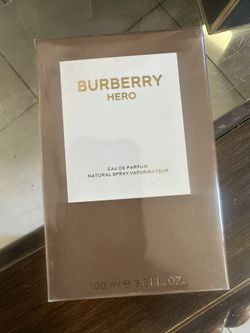 BURBERRY
HERO
EAU DE PARFUM
NATURAL SPRAY VAPORISATEUR
100 ml ℮ 3.3 FL. OZ.